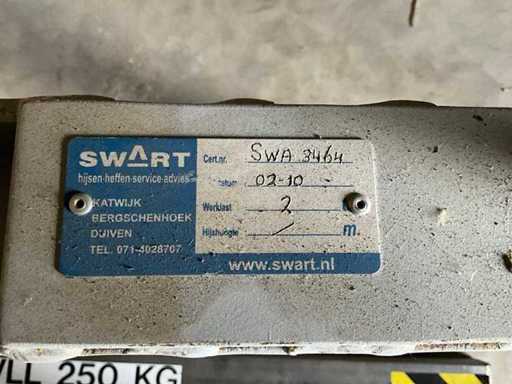 SWART
hijsen-heffen-service-advies
KATWIJK
BERGSCHENHOEK
DUIVEN
TEL. 071-4028707
Cert.nr. SWA 3464
datum 02-10
Werklast 2
Hijshoogte / m.
www.swart.nl
WLL 250 KG